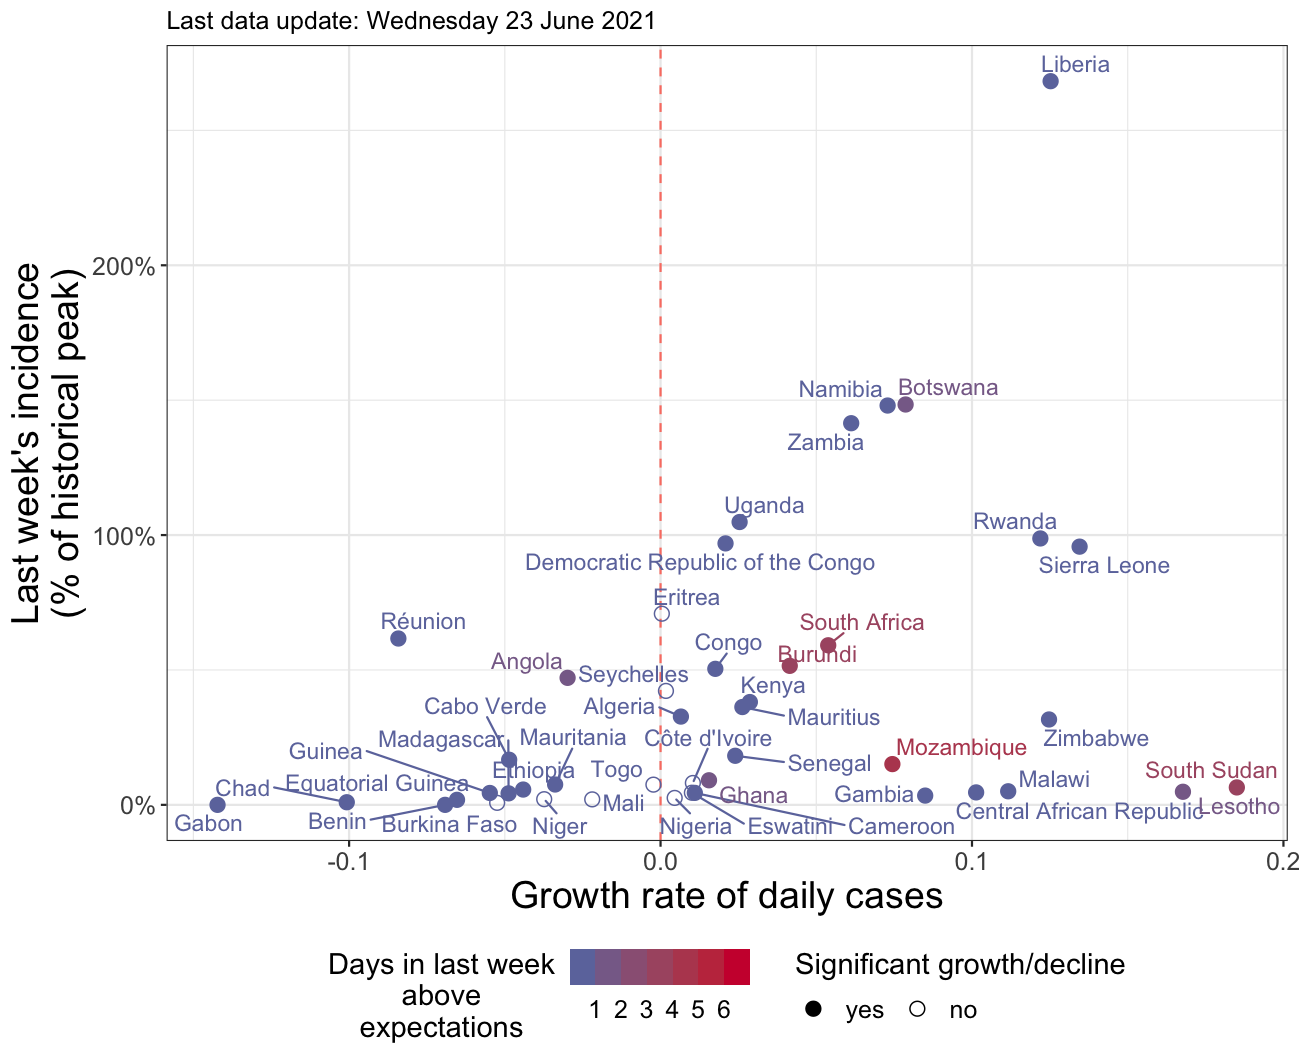 Last data update: Wednesday 23 June 2021
Last week's incidence
(% of historical peak)
200%
100%
0%
Liberia
Namibia
Botswana
Zambia
Uganda
Rwanda
Democratic Republic of the Congo
Sierra Leone
Eritrea
Réunion
South Africa
Congo
Burundi
Angola
Seychelles
Kenya
Cabo Verde
Algeria
Mauritius
Madagascar
Mauritania
Côte d'Ivoire
Zimbabwe
Guinea
Mozambique
Senegal
Ethiopia
Togo
South Sudan
Chad
Equatorial Guinea
Malawi
Ghana
Gambia
Mali
Lesotho
Central African Republic
Gabon
Benin
Burkina Faso
Niger
Nigeria
Eswatini
Cameroon
-0.1
0.0
0.1
0.2
Growth rate of daily cases
Days in last week
above
expectations
1 2 3 4 5 6
Significant growth/decline
yes
no